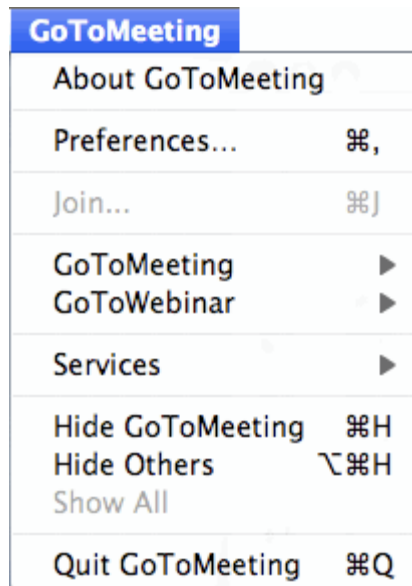 GoToMeeting
About GoToMeeting
Preferences... ⌘,
Join... ⌘J
GoToMeeting ▶
GoToWebinar ▶
Services ▶
Hide GoToMeeting ⌘H
Hide Others ⌥⌘H
Show All
Quit GoToMeeting ⌘Q